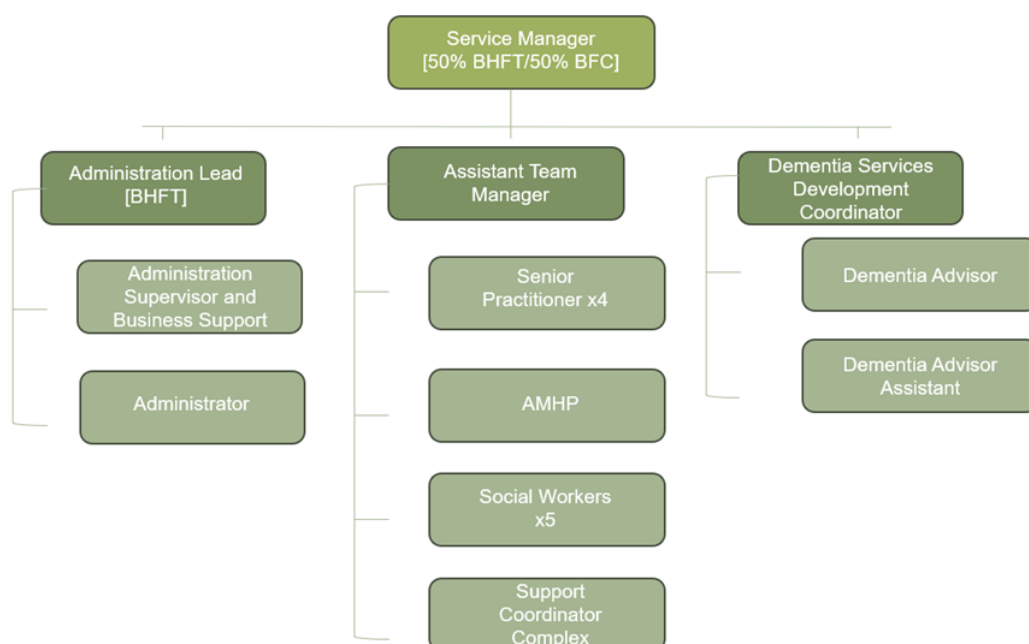 Service Manager
[50% BHFT/50% BFC]
Administration Lead
[BHFT]
Administration
Supervisor and
Business Support
Administrator
Assistant Team
Manager
Senior
Practitioner x4
AMHP
Social Workers
x5
Support
Coordinator
Complex
Dementia Services
Development
Coordinator
Dementia Advisor
Dementia Advisor
Assistant